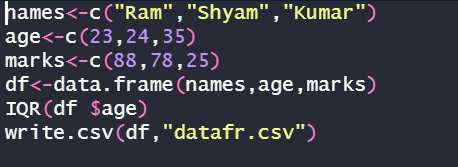 names<-c("Ram","Shyam","Kumar")
age<-c(23,24,35)
marks<-c(88,78,25)
df<-data.frame(names,age,marks)
IQR(df $age)
write.csv(df,"datafr.csv")